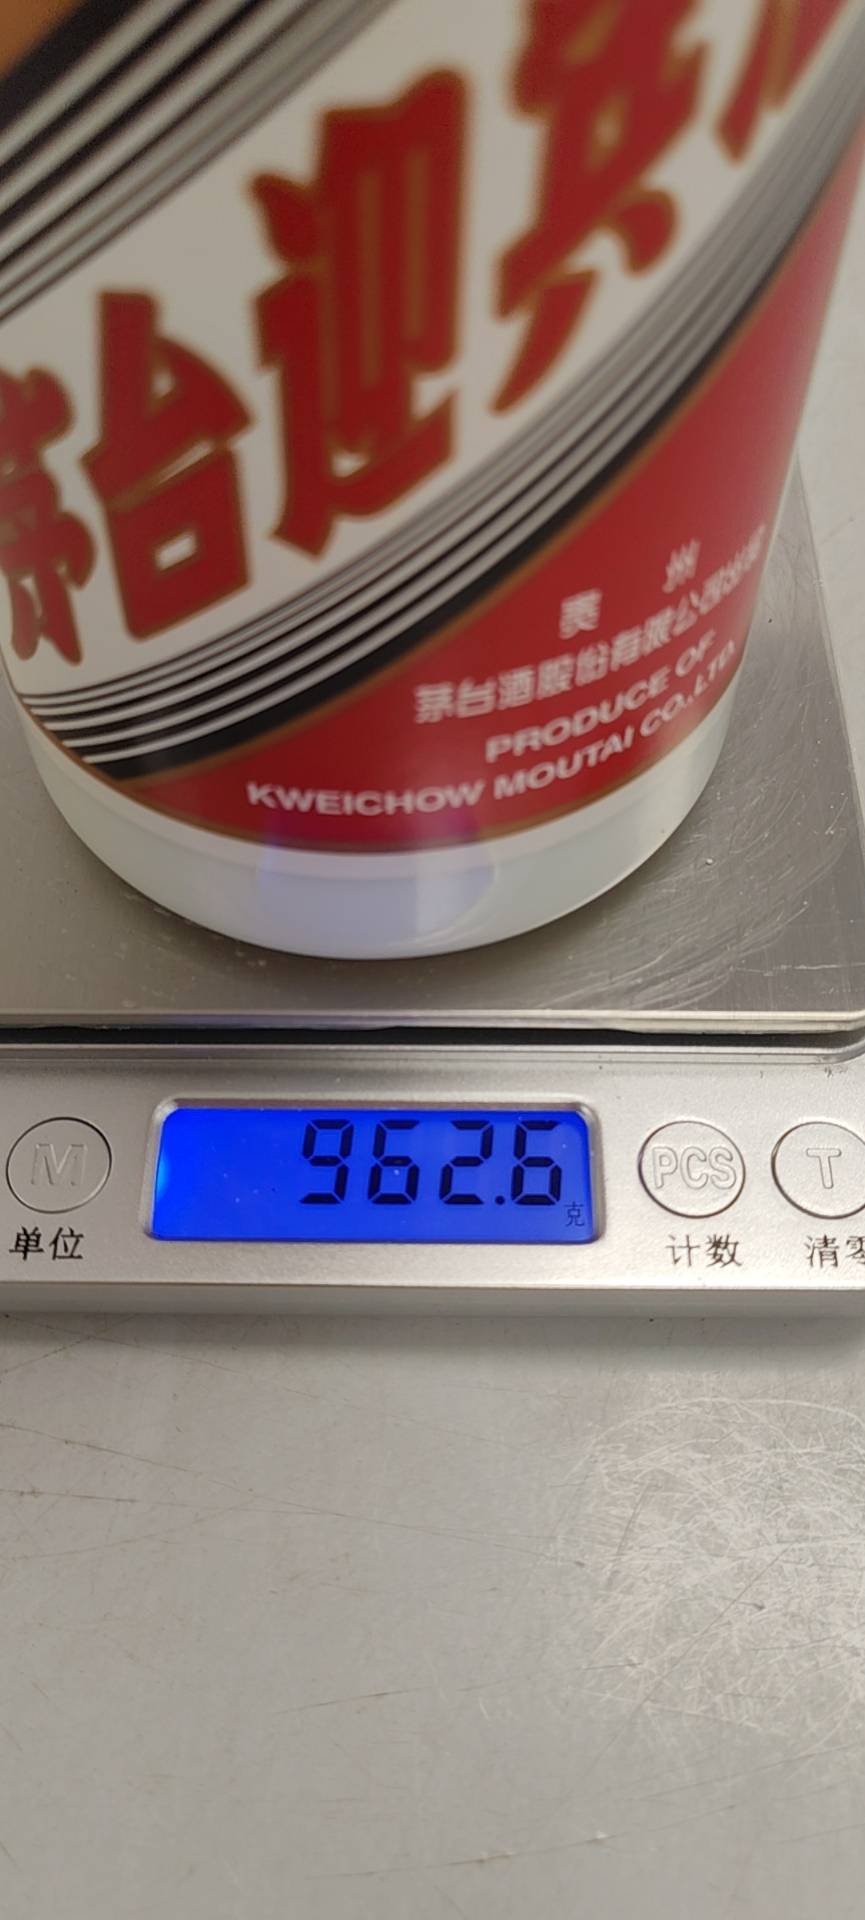 茅台迎宾
贵 州
茅台酒股份有限公司出品
PRODUCE OF
KWEICHOW MOUTAI CO.,LTD.
962.6
克
M
PCS
T
单位
计数
清零